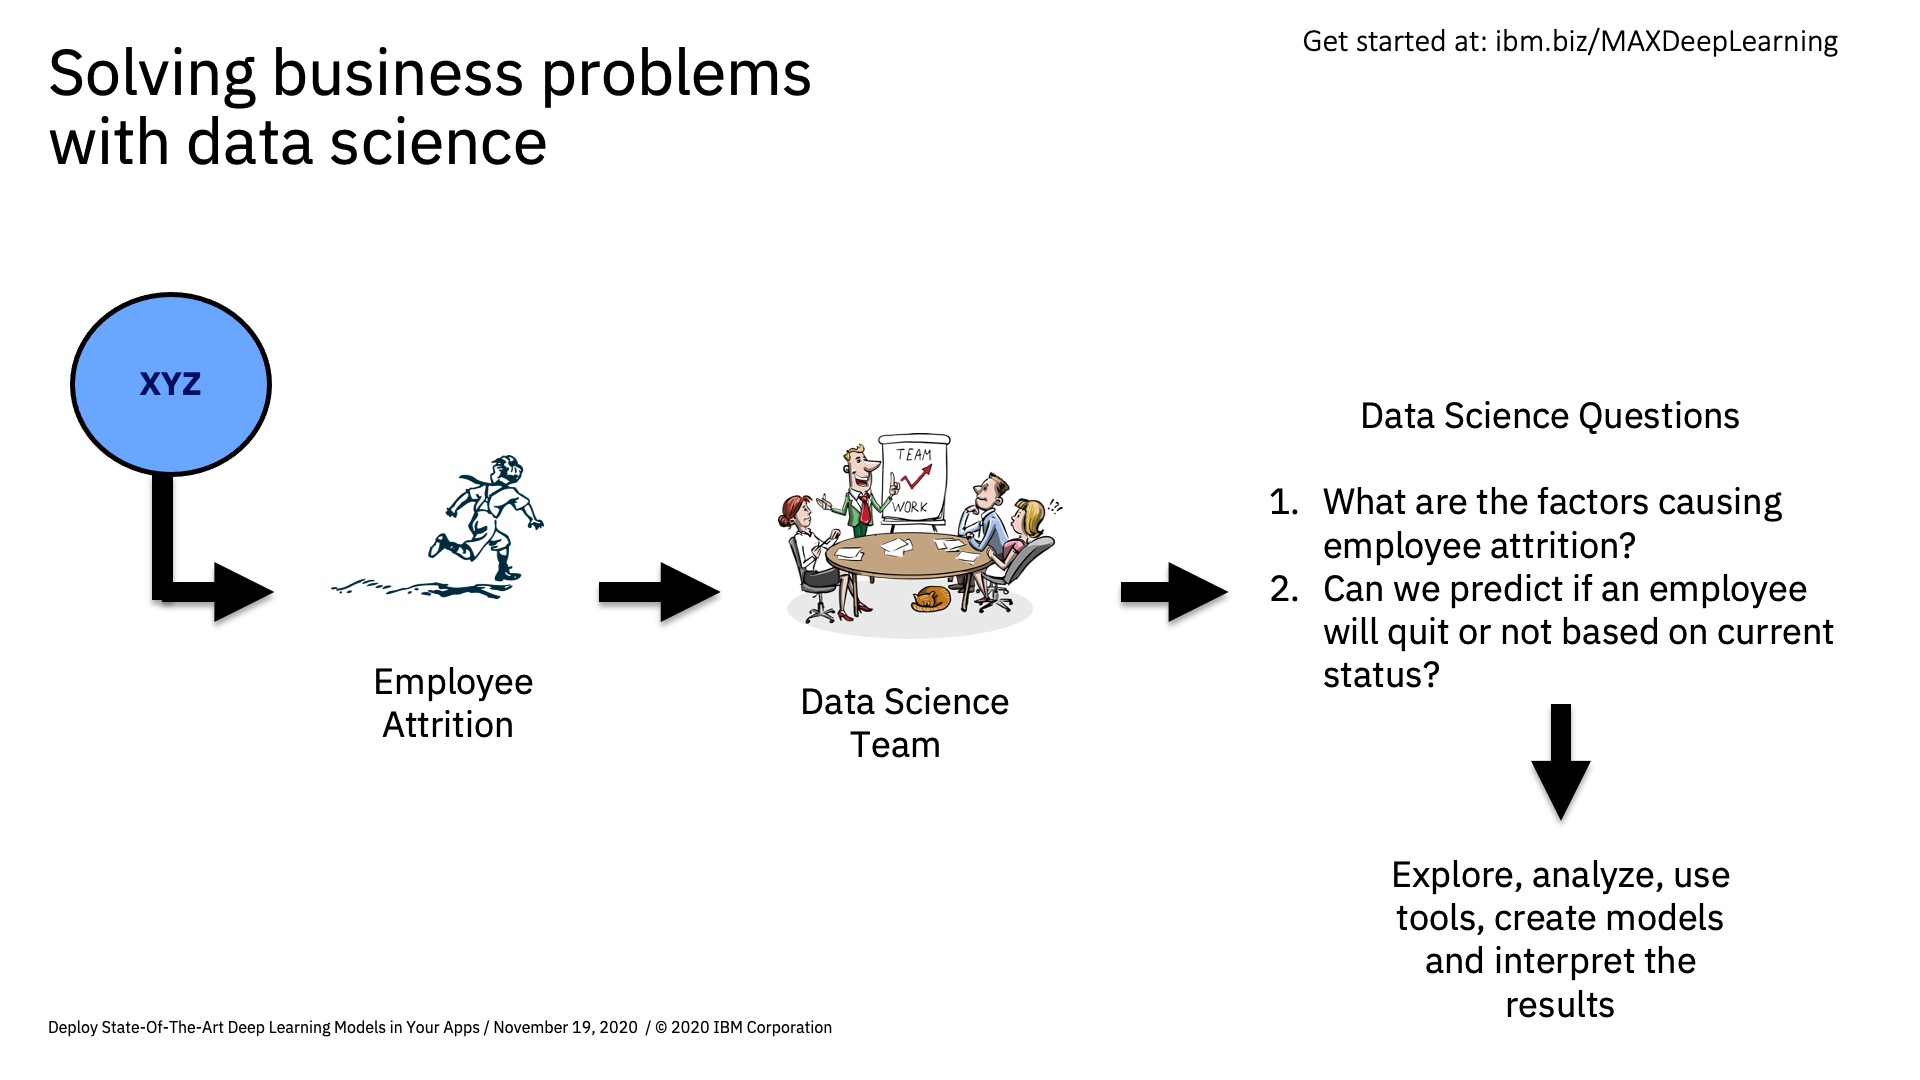 Get started at: ibm.biz/MAXDeepLearning
Solving business problems
with data science
XYZ
Employee
Attrition
TEAM
WORK
!?!
Data Science
Team
Data Science Questions
1. What are the factors causing
employee attrition?
2. Can we predict if an employee
will quit or not based on current
status?
Explore, analyze, use
tools, create models
and interpret the
results
Deploy State-Of-The-Art Deep Learning Models in Your Apps / November 19, 2020 / © 2020 IBM Corporation